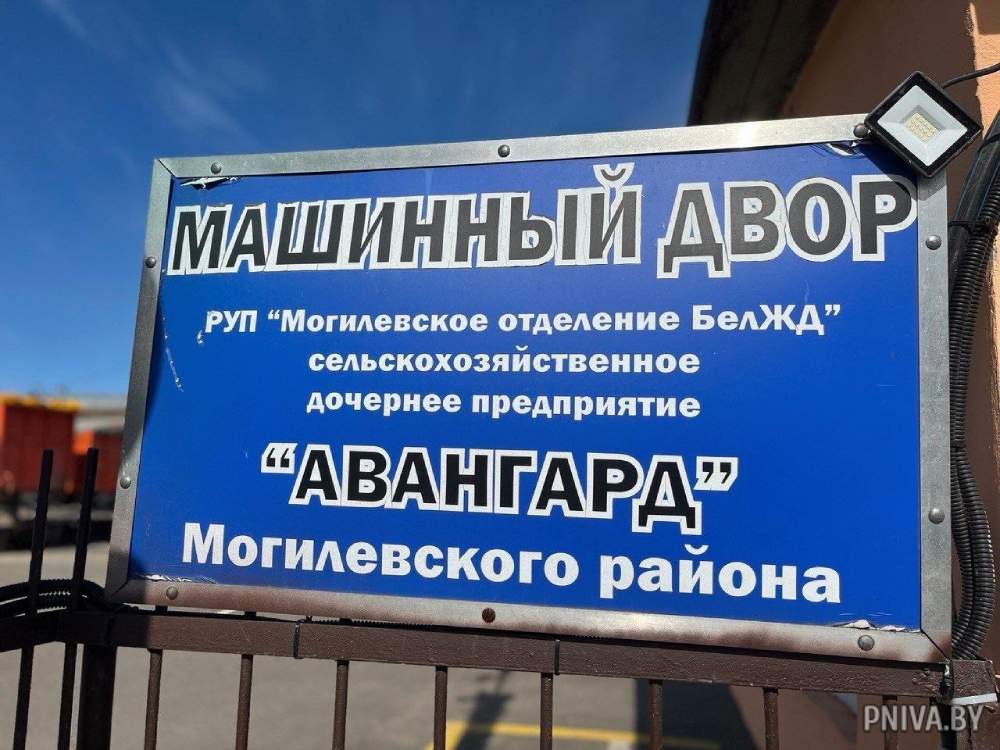 МАШИННЫЙ ДВОР
РУП “Могилевское отделение БелЖД”
сельскохозяйственное
дочернее предприятие
“АВАНГАРД”
Могилевского района
PNIVA.BY